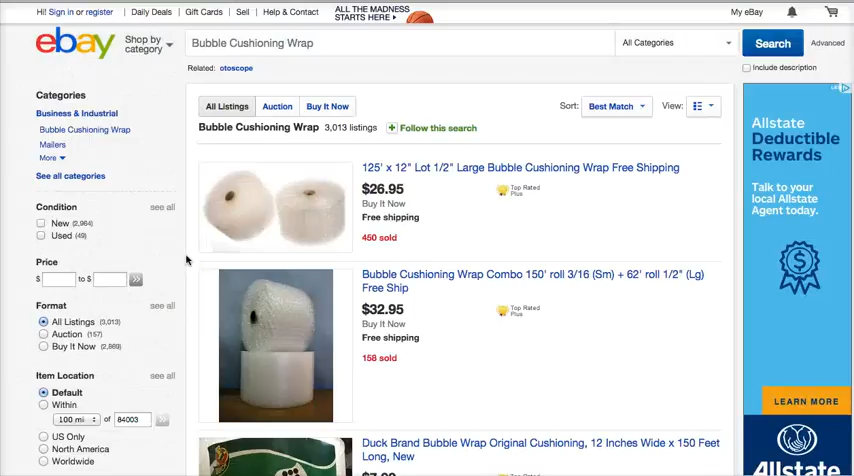 Hi! Sign in or register
Daily Deals
Gift Cards
Sell
Help & Contact
ALL THE MADNESS
STARTS HERE
My eBay
ebay
Shop by
category
Bubble Cushioning Wrap
All Categories
Search
Advanced
Related: otoscope
Include description
Categories
Business & Industrial
Bubble Cushioning Wrap
Mailers
More
See all categories
Condition see all
New (2,964)
Used (49)
Price
$ to $
Format see all
All Listings (3,013)
Auction (157)
Buy It Now (2,869)
Item Location see all
Default
Within
100 mi of 84003
US Only
North America
Worldwide
All Listings
Auction
Buy It Now
Sort: Best Match
View:
Bubble Cushioning Wrap 3,013 listings
Follow this search
125' x 12" Lot 1/2" Large Bubble Cushioning Wrap Free Shipping
$26.95
Buy It Now
Free shipping
450 sold
Top Rated
Plus
Bubble Cushioning Wrap Combo 150' roll 3/16 (Sm) + 62' roll 1/2" (Lg)
Free Ship
$32.95
Buy It Now
Free shipping
158 sold
Top Rated
Plus
Duck Brand Bubble Wrap Original Cushioning, 12 Inches Wide x 150 Feet
Long, New
Allstate
Deductible
Rewards
Talk to your
local Allstate
Agent today.
LEARN MORE
Allstate